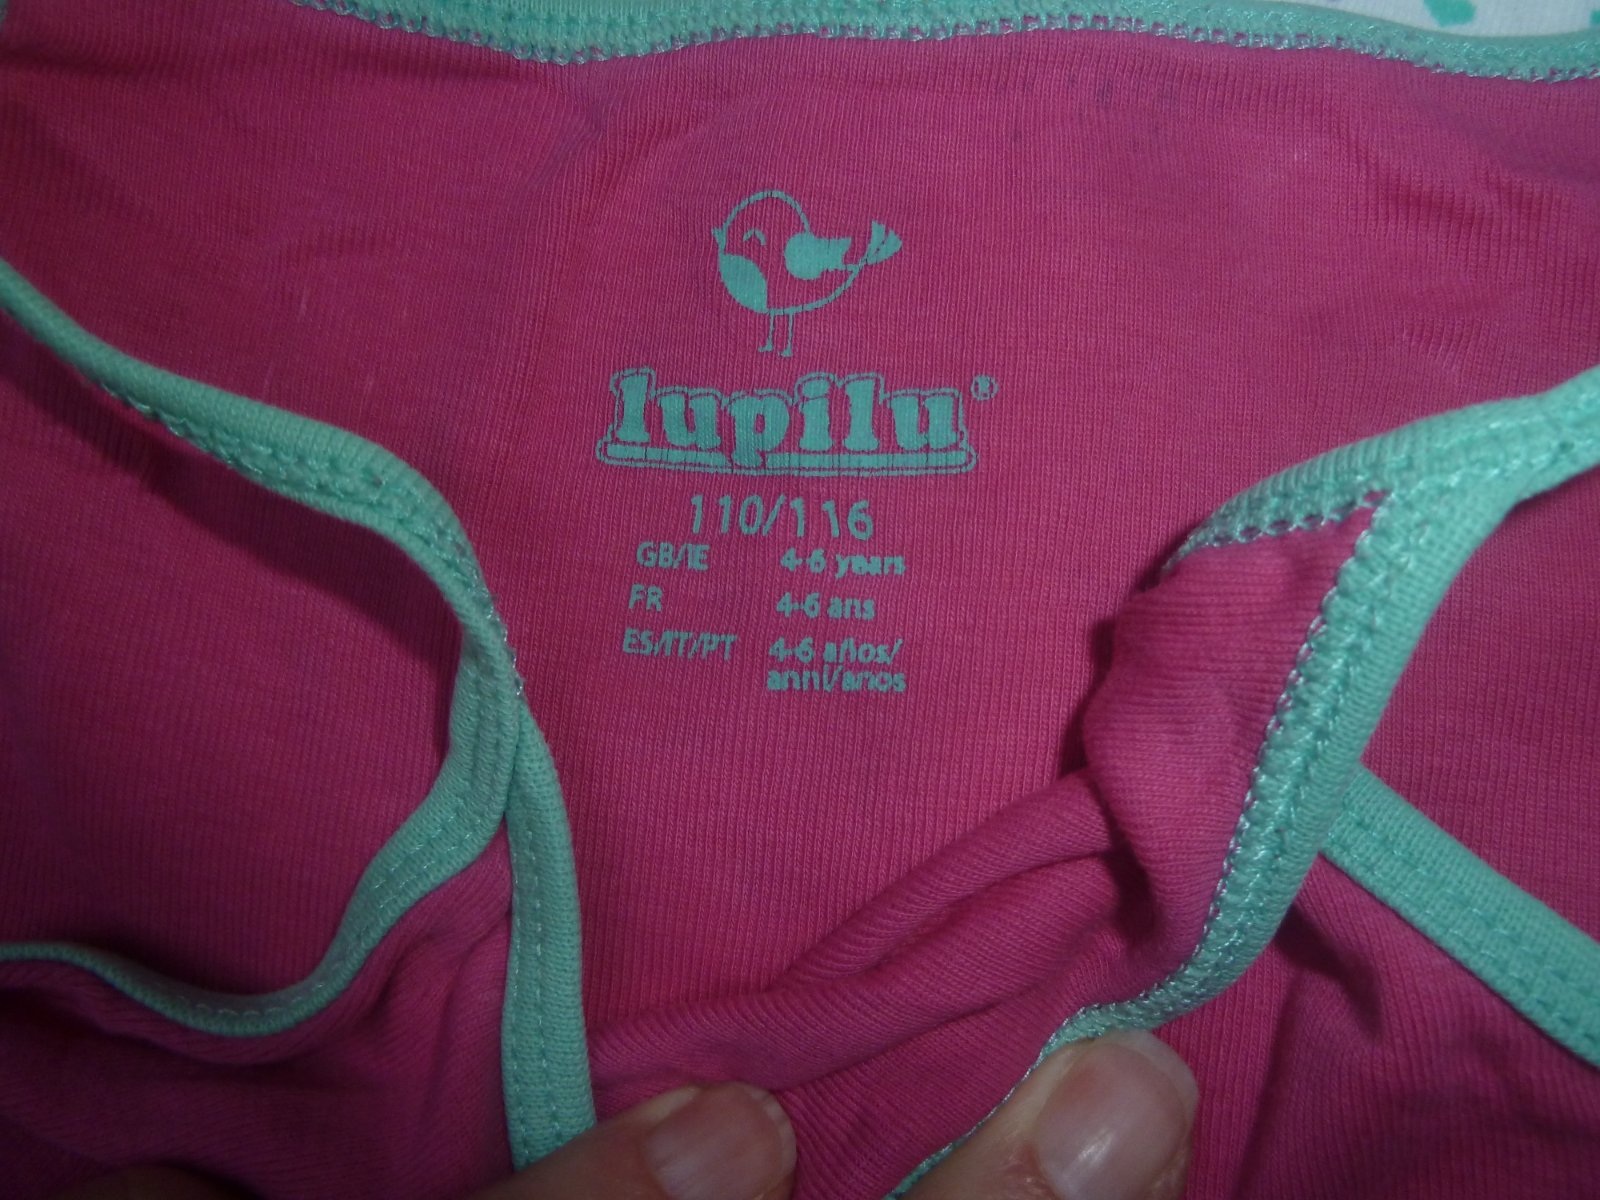 lupilu®
110/116
GB/IE 4-6 years
FR 4-6 ans
ES/IT/PT 4-6 años/
anni/anos